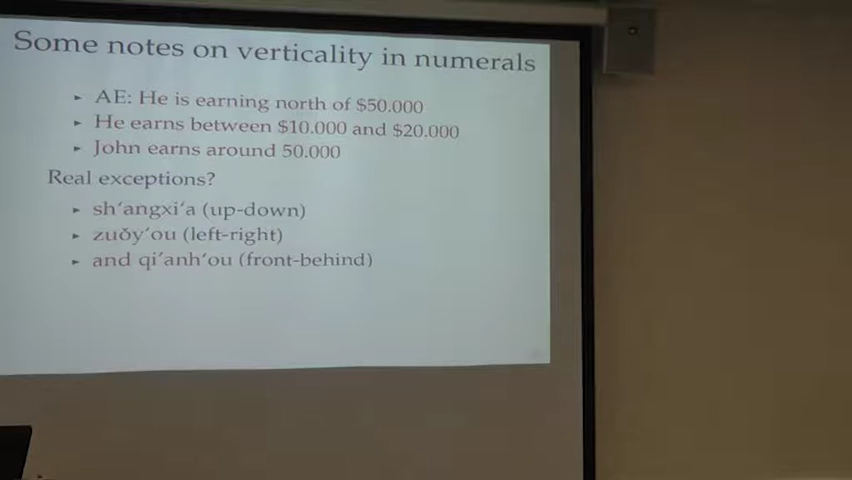 Some notes on verticality in numerals
► AE: He is earning north of $50.000
► He earns between $10.000 and $20.000
► John earns around 50.000
Real exceptions?
► sh‘angxi‘a (up-down)
► zuǒy‘ou (left-right)
► and qi’anh‘ou (front-behind)